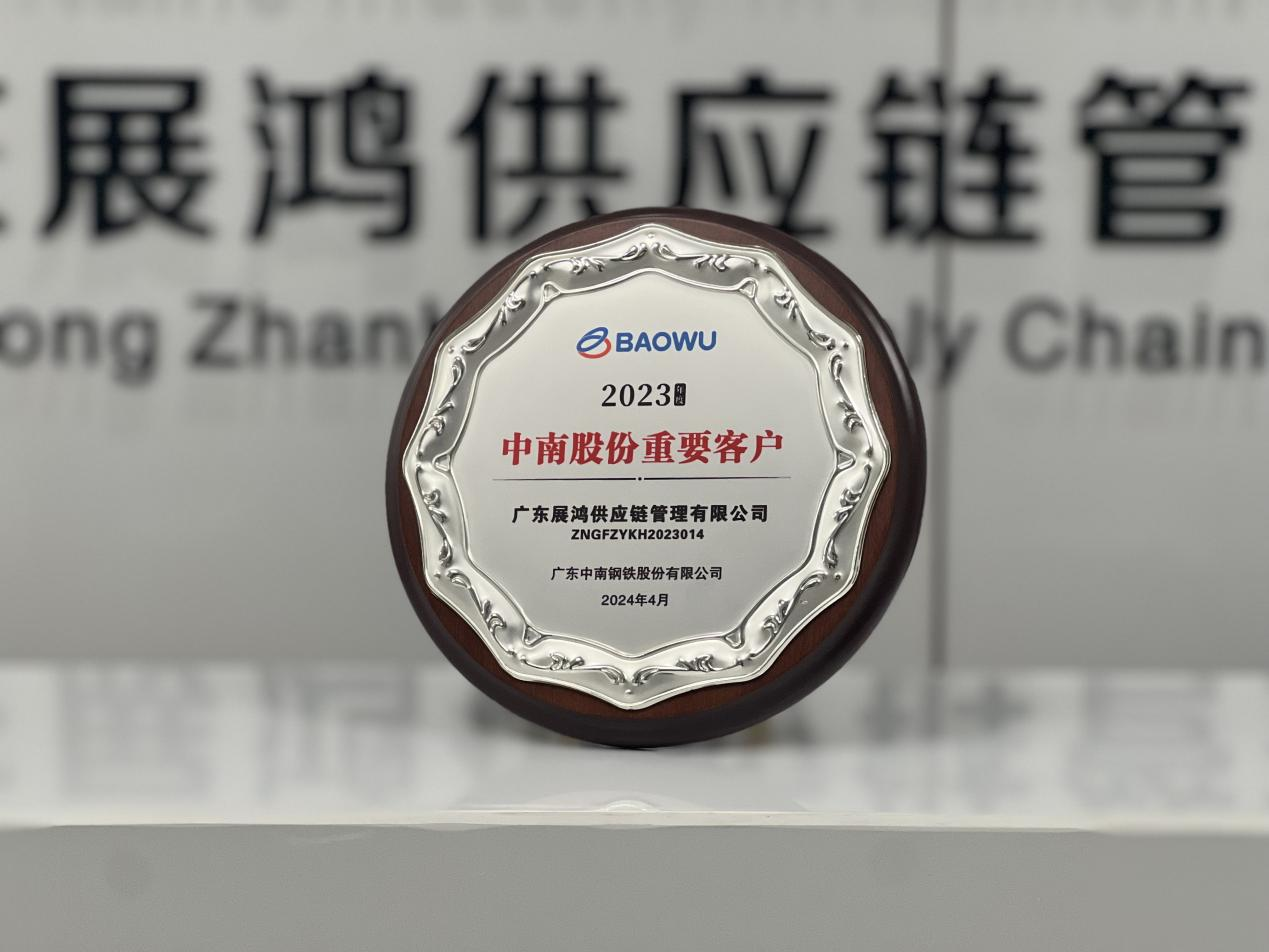 展鸿供应链管
ong Zhanh ly Chain
BAOWU
2023年度
中南股份重要客户
广东展鸿供应链管理有限公司
ZNGFZYKH2023014
广东中南钢铁股份有限公司
2024年4月